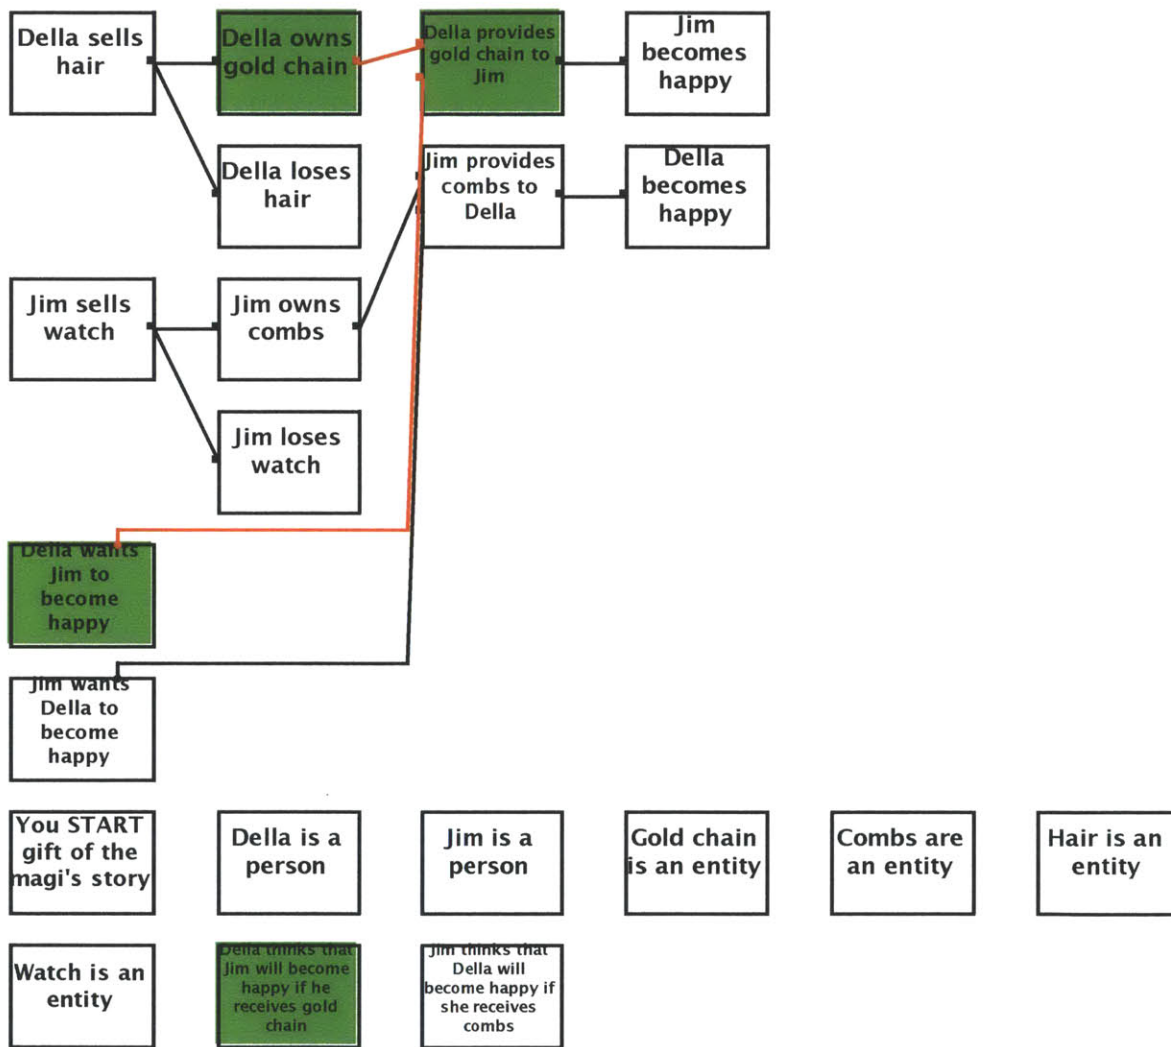 Della sells
hair
Della owns
gold chain
Della provides
gold chain to
Jim
Jim
becomes
happy
Della loses
hair
Jim provides
combs to
Della
Della
becomes
happy
Jim sells
watch
Jim owns
combs
Jim loses
watch
Della wants
Jim to
become
happy
Jim wants
Della to
become
happy
You START
gift of the
magi's story
Della is a
person
Jim is a
person
Gold chain
is an entity
Combs are
an entity
Hair is an
entity
Watch is an
entity
Della thinks that
Jim will become
happy if he
receives gold
chain
Jim thinks that
Della will
become happy if
she receives
combs